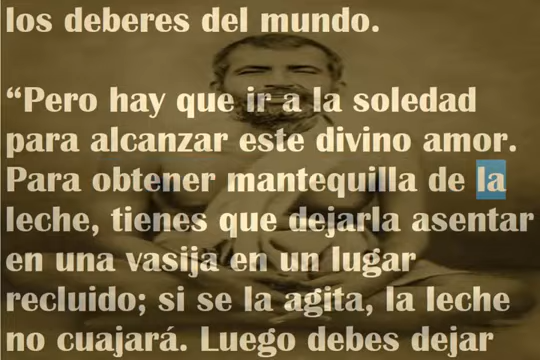 los deberes del mundo.
“Pero hay que ir a la soledad
para alcanzar este divino amor.
Para obtener mantequilla de la
leche, tienes que dejarla asentar
en una vasija en un lugar
recluido; si se la agita, la leche
no cuajará. Luego debes dejar